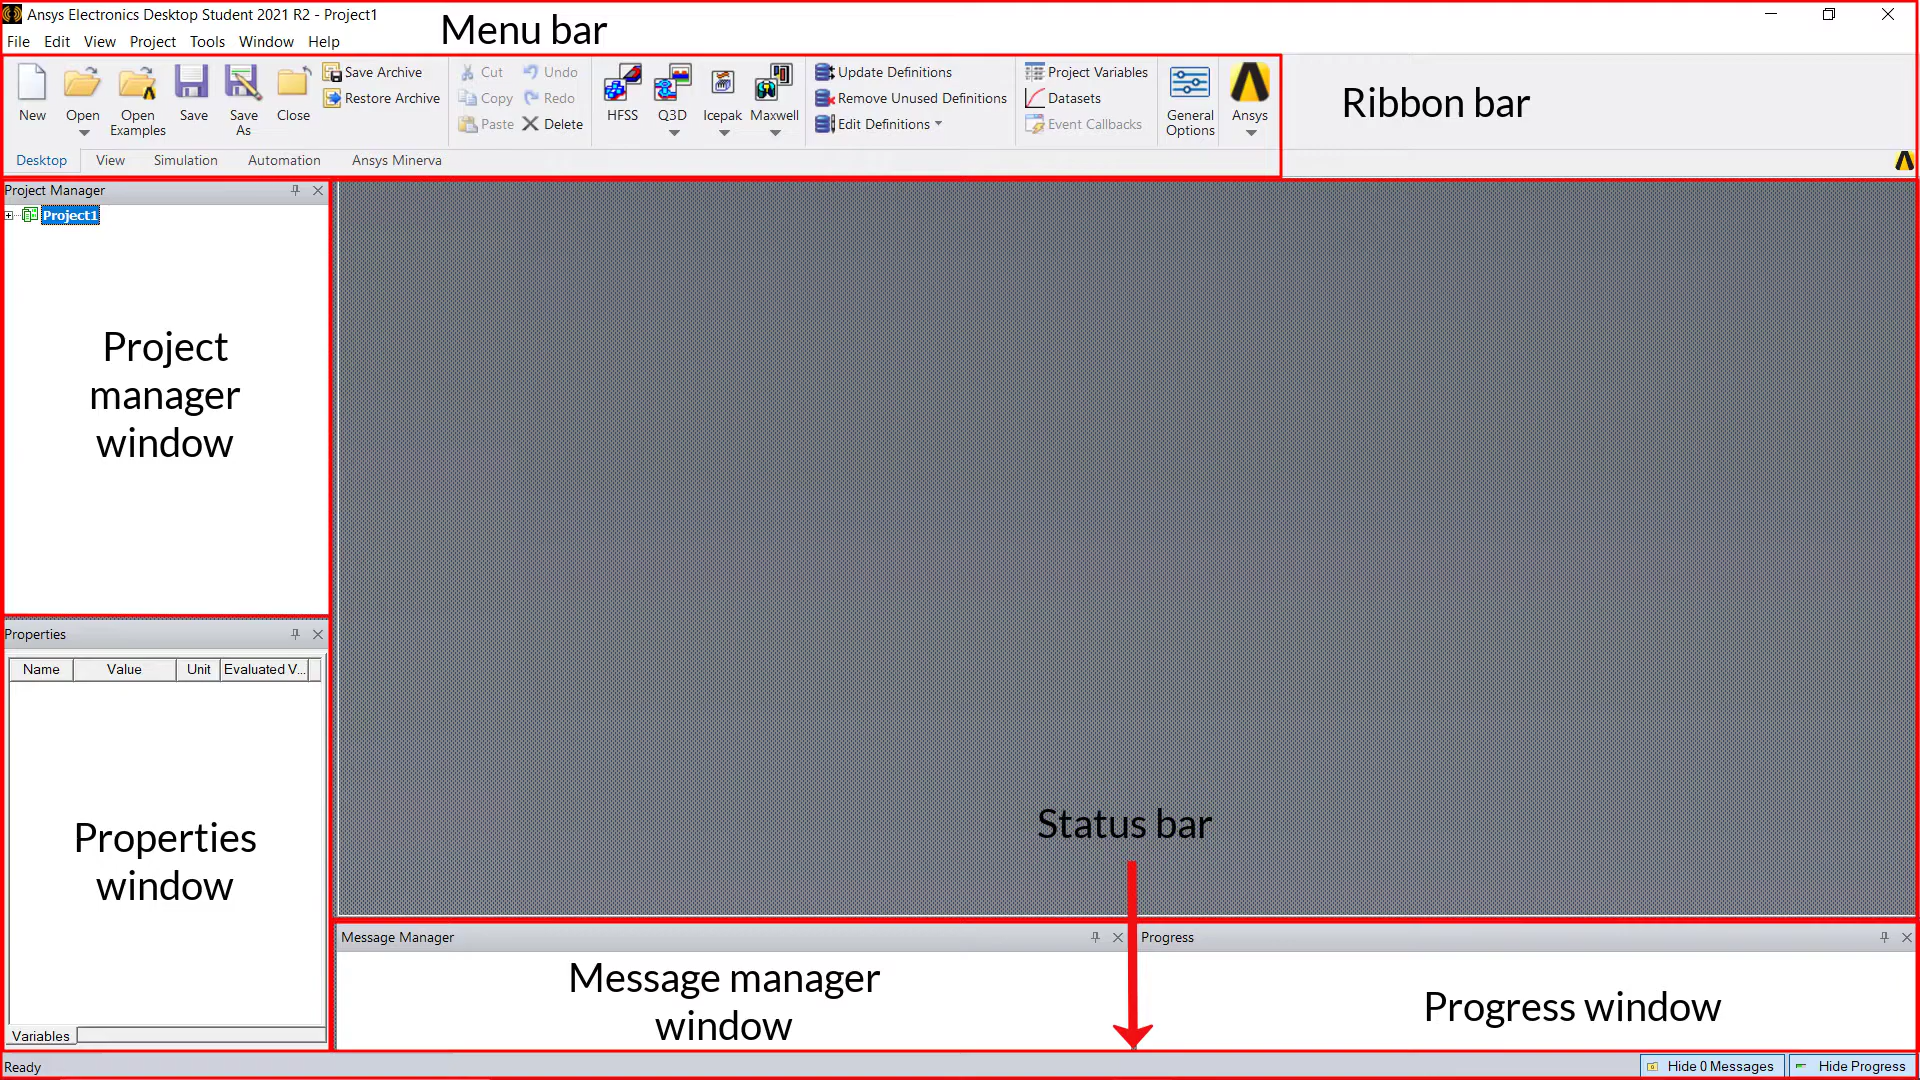 Ansys Electronics Desktop Student 2021 R2 - Project1
Menu bar
File Edit View Project Tools Window Help
New
Open
Open Examples
Save
Save As
Close
Save Archive
Restore Archive
Cut
Copy
Paste
Undo
Redo
Delete
HFSS
Q3D
Icepak
Maxwell
Update Definitions
Remove Unused Definitions
Edit Definitions
Project Variables
Datasets
Event Callbacks
General Options
Ansys
Ribbon bar
Desktop View Simulation Automation Ansys Minerva
Project Manager
Project1
Project
manager
window
Properties
Name Value Unit Evaluated V...
Properties
window
Variables
Status bar
Message Manager
Message manager
window
Progress
Progress window
Ready
Hide 0 Messages
Hide Progress